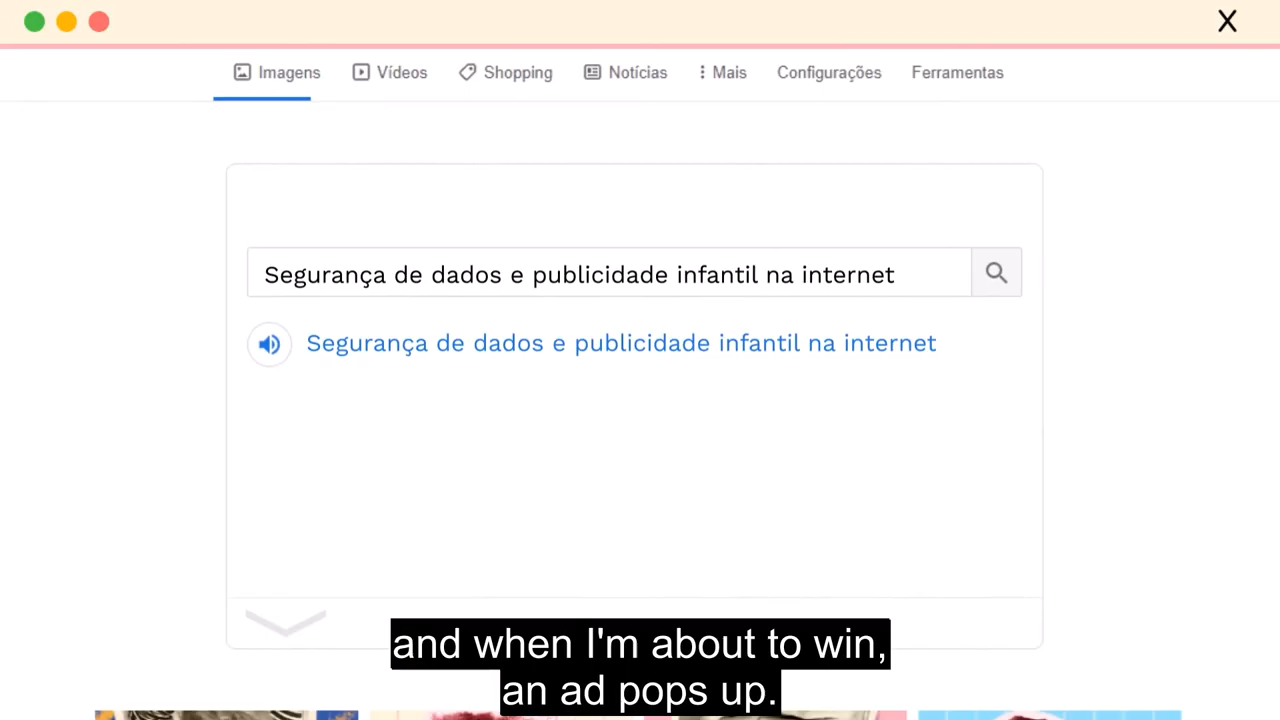 X
Imagens Vídeos Shopping Notícias Mais Configurações Ferramentas
Segurança de dados e publicidade infantil na internet
Segurança de dados e publicidade infantil na internet
and when I'm about to win,
an ad pops up.